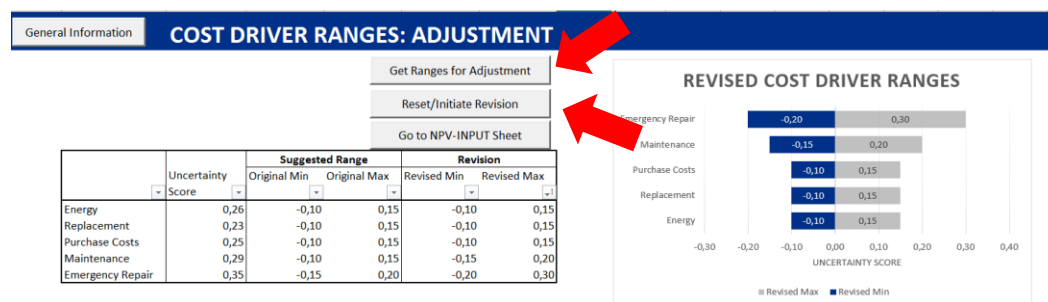 General Information
COST DRIVER RANGES: ADJUSTMENT
Get Ranges for Adjustment
Reset/Initiate Revision
Go to NPV-INPUT Sheet
Suggested Range Revision
Uncertainty Original Min Original Max Revised Min Revised Max
Score
Energy 0,26 -0,10 0,15 -0,10 0,15
Replacement 0,23 -0,10 0,15 -0,10 0,15
Purchase Costs 0,25 -0,10 0,15 -0,10 0,15
Maintenance 0,29 -0,10 0,15 -0,15 0,20
Emergency Repair 0,35 -0,15 0,20 -0,20 0,30
REVISED COST DRIVER RANGES
Emergency Repair -0,20 0,30
Maintenance -0,15 0,20
Purchase Costs -0,10 0,15
Replacement -0,10 0,15
Energy -0,10 0,15
-0,30 -0,20 -0,10 0,00 0,10 0,20 0,30 0,40
UNCERTAINTY SCORE
Revised Max Revised Min